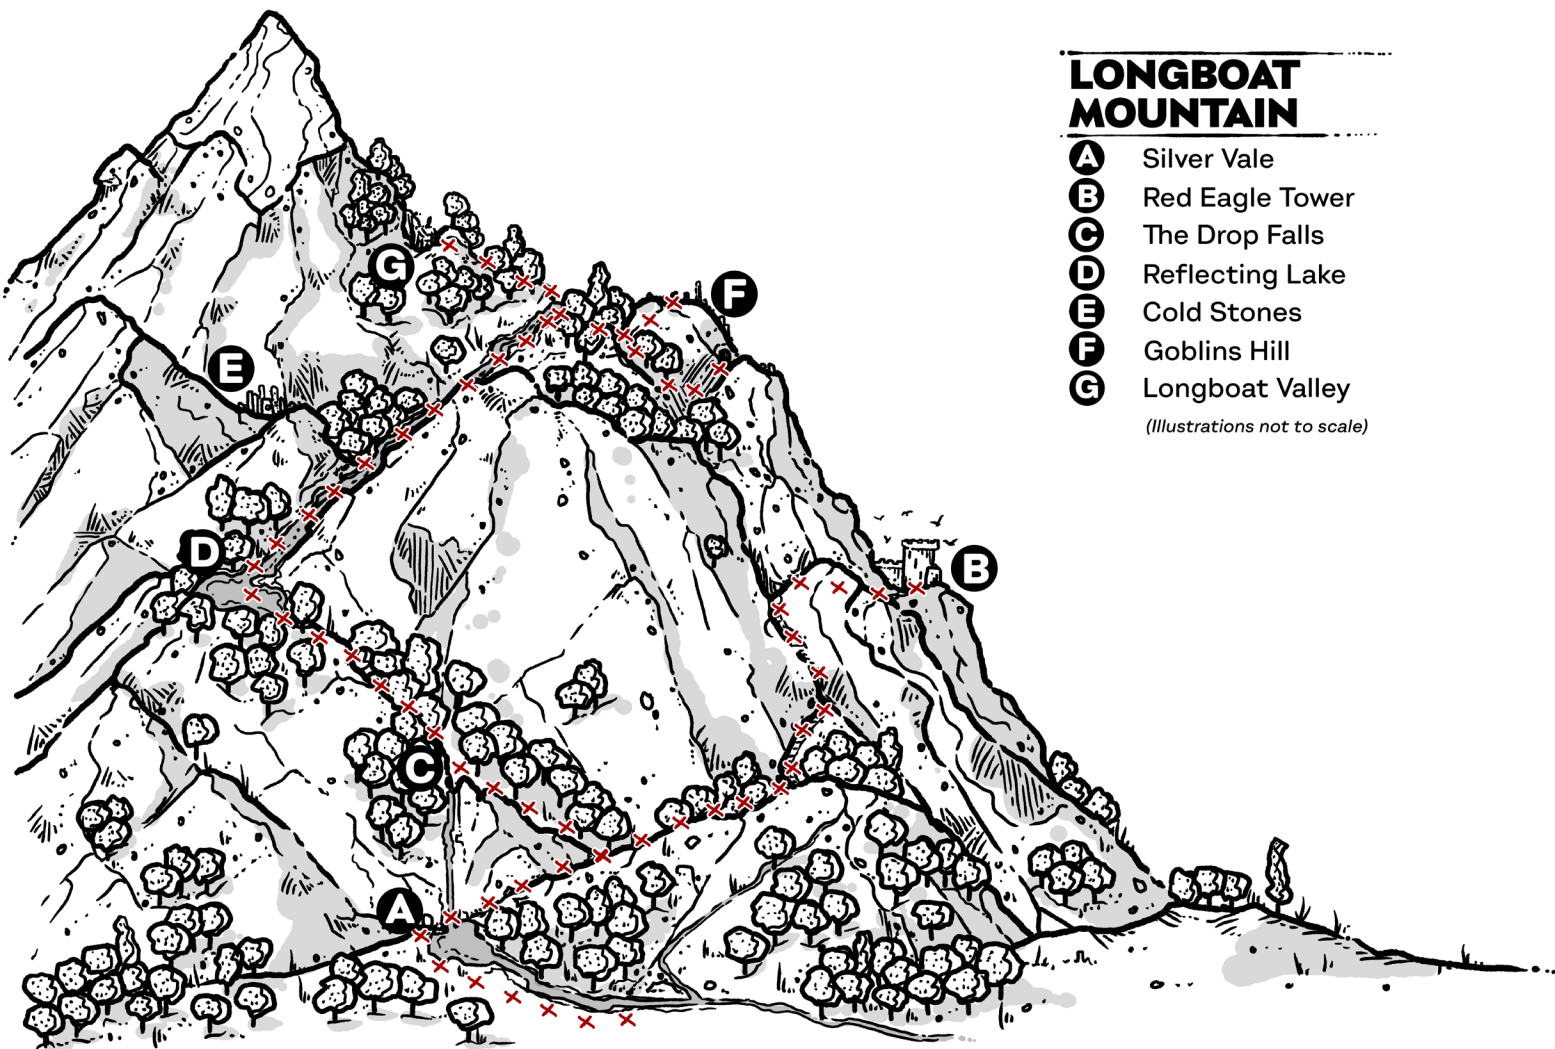 LONGBOAT
MOUNTAIN
A Silver Vale
B Red Eagle Tower
C The Drop Falls
D Reflecting Lake
E Cold Stones
F Goblins Hill
G Longboat Valley
(Illustrations not to scale)
G
F
E
D
B
C
A